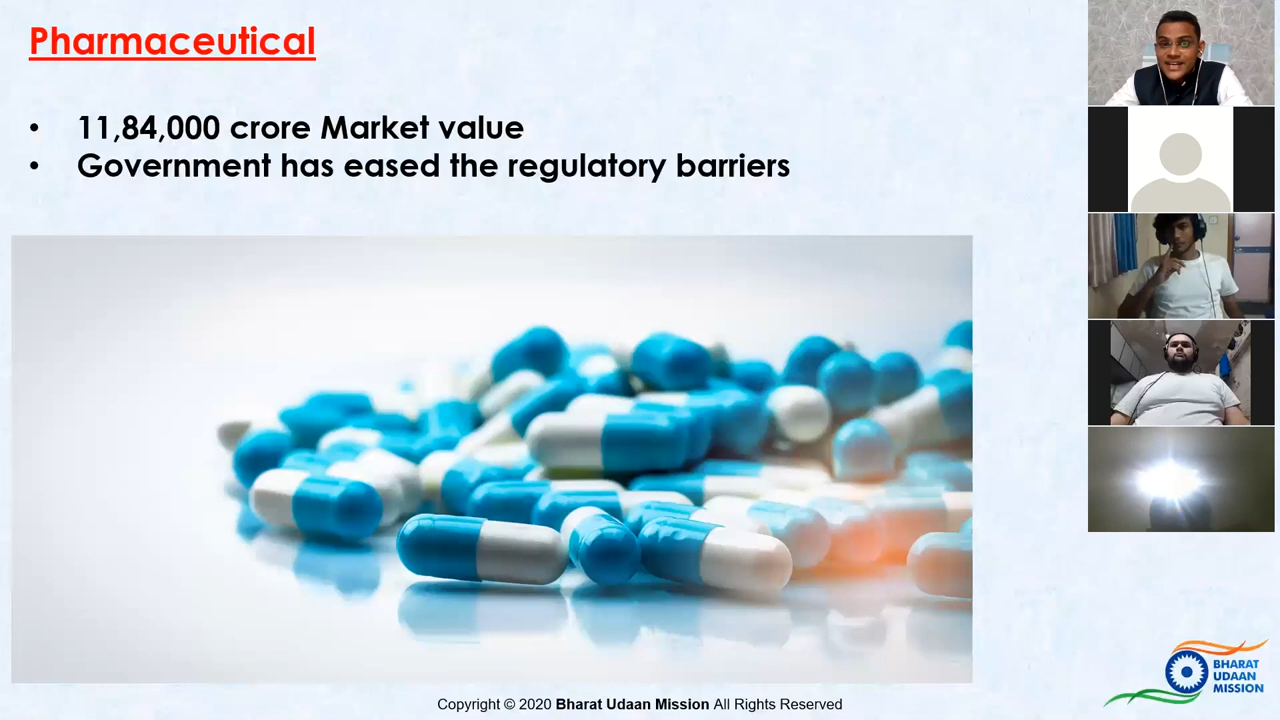 Pharmaceutical
• 11,84,000 crore Market value
• Government has eased the regulatory barriers
BHARAT
UDAAN
MISSION
Copyright © 2020 Bharat Udaan Mission All Rights Reserved